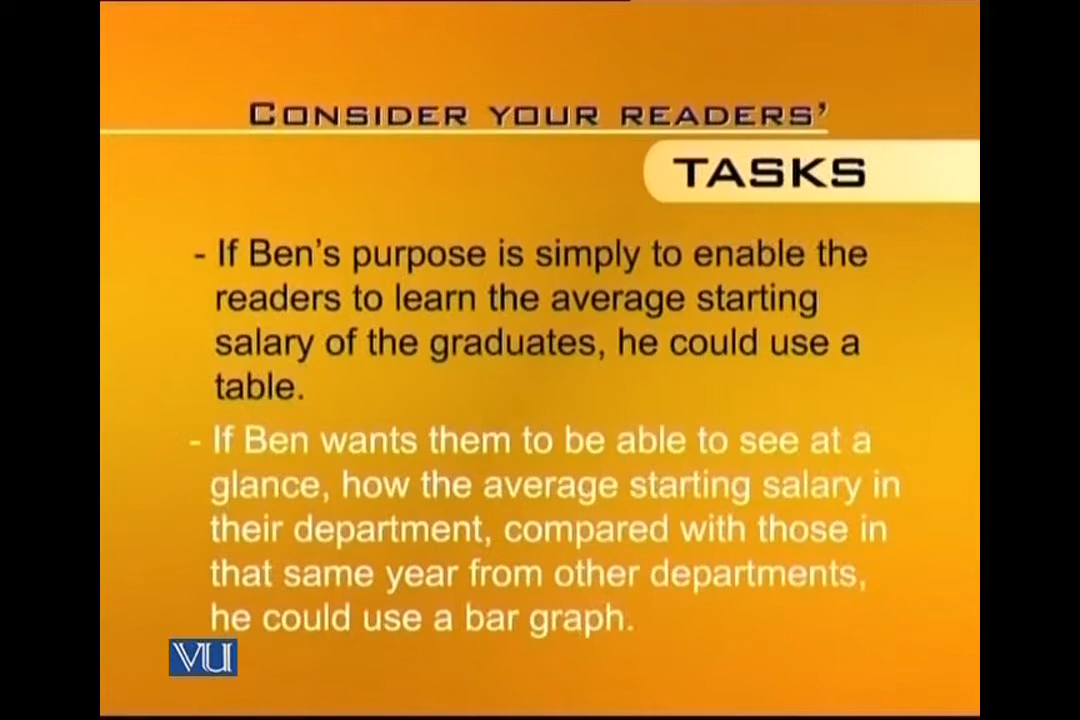 CONSIDER YOUR READERS'
TASKS
- If Ben's purpose is simply to enable the
readers to learn the average starting
salary of the graduates, he could use a
table.
- If Ben wants them to be able to see at a
glance, how the average starting salary in
their department, compared with those in
that same year from other departments,
he could use a bar graph.
VU